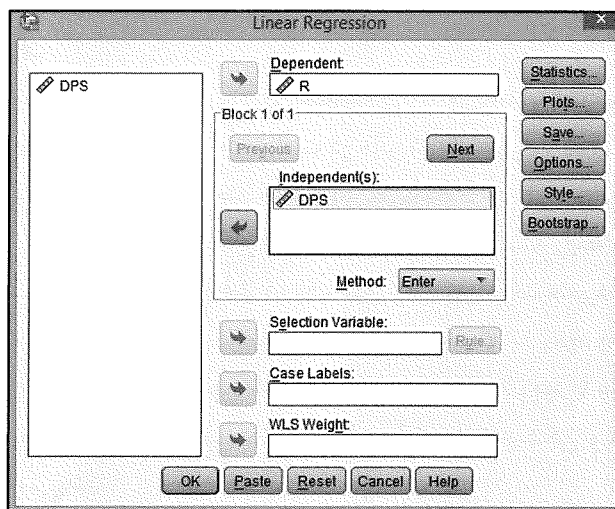 Linear Regression
x
DPS
Dependent:
R
Block 1 of 1
Previous
Next
Independent(s):
DPS
Method: Enter
Selection Variable:
Rule...
Case Labels:
WLS Weight:
Statistics...
Plots...
Save...
Options...
Style...
Bootstrap...
OK Paste Reset Cancel Help